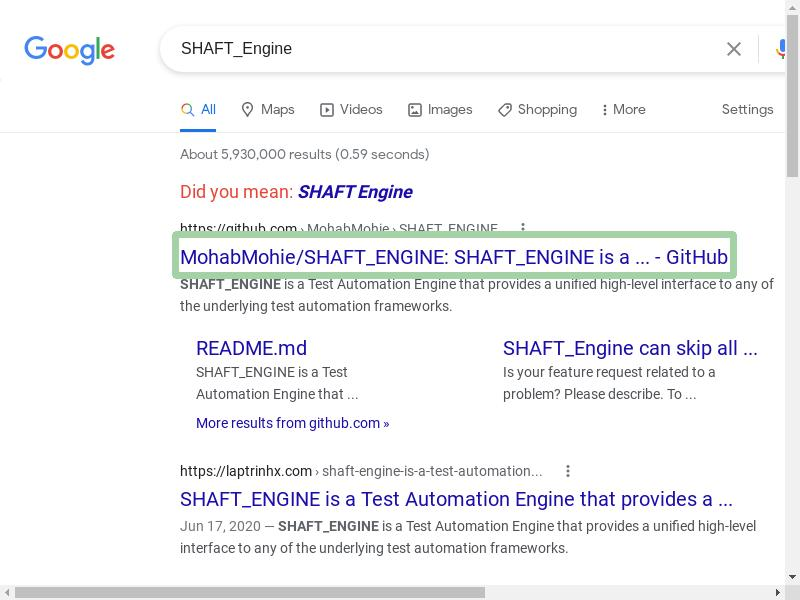 Google
SHAFT_Engine
All Maps Videos Images Shopping More Settings
About 5,930,000 results (0.59 seconds)
Did you mean: SHAFT Engine
https://github.com › MohabMohie › SHAFT_ENGINE
MohabMohie/SHAFT_ENGINE: SHAFT_ENGINE is a ... - GitHub
SHAFT_ENGINE is a Test Automation Engine that provides a unified high-level interface to any of
the underlying test automation frameworks.
README.md
SHAFT_ENGINE is a Test
Automation Engine that ...
SHAFT_Engine can skip all ...
Is your feature request related to a
problem? Please describe. To ...
More results from github.com »
https://laptrinhx.com › shaft-engine-is-a-test-automation...
SHAFT_ENGINE is a Test Automation Engine that provides a ...
Jun 17, 2020 — SHAFT_ENGINE is a Test Automation Engine that provides a unified high-level
interface to any of the underlying test automation frameworks.